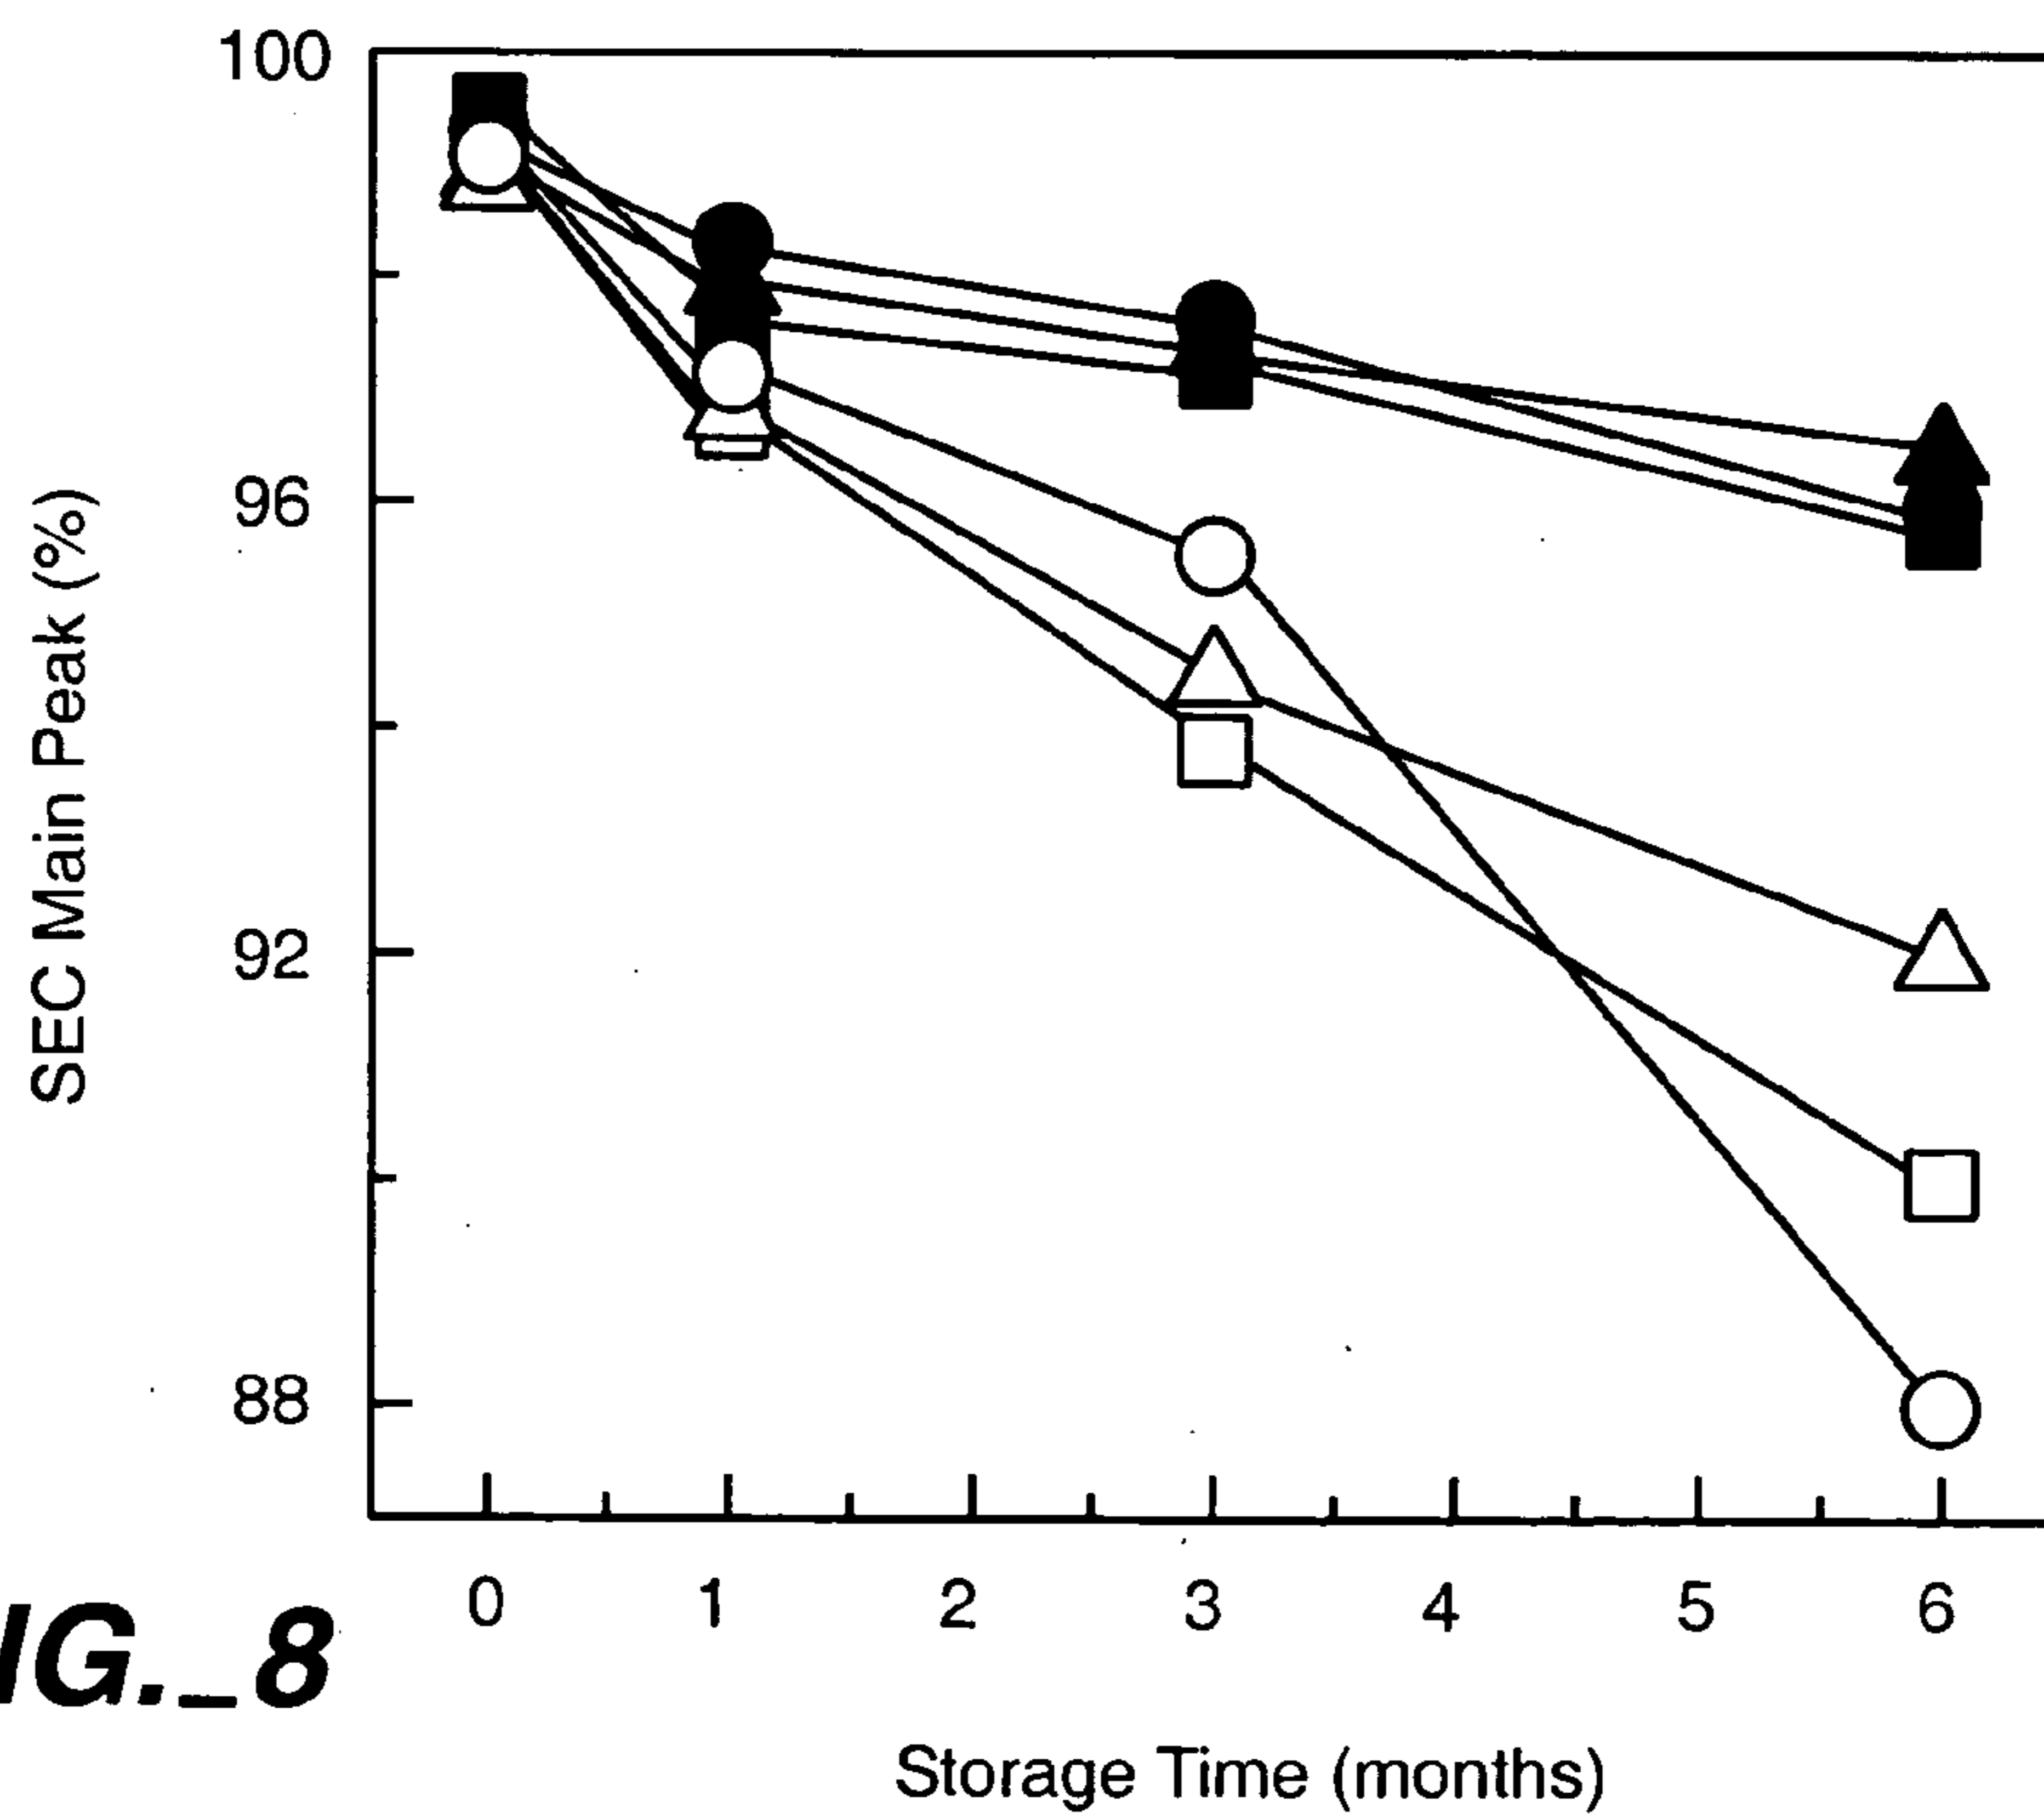 100
96
92
88
SEC Main Peak (%)
0 1 2 3 4 5 6
IG._8
Storage Time (months)